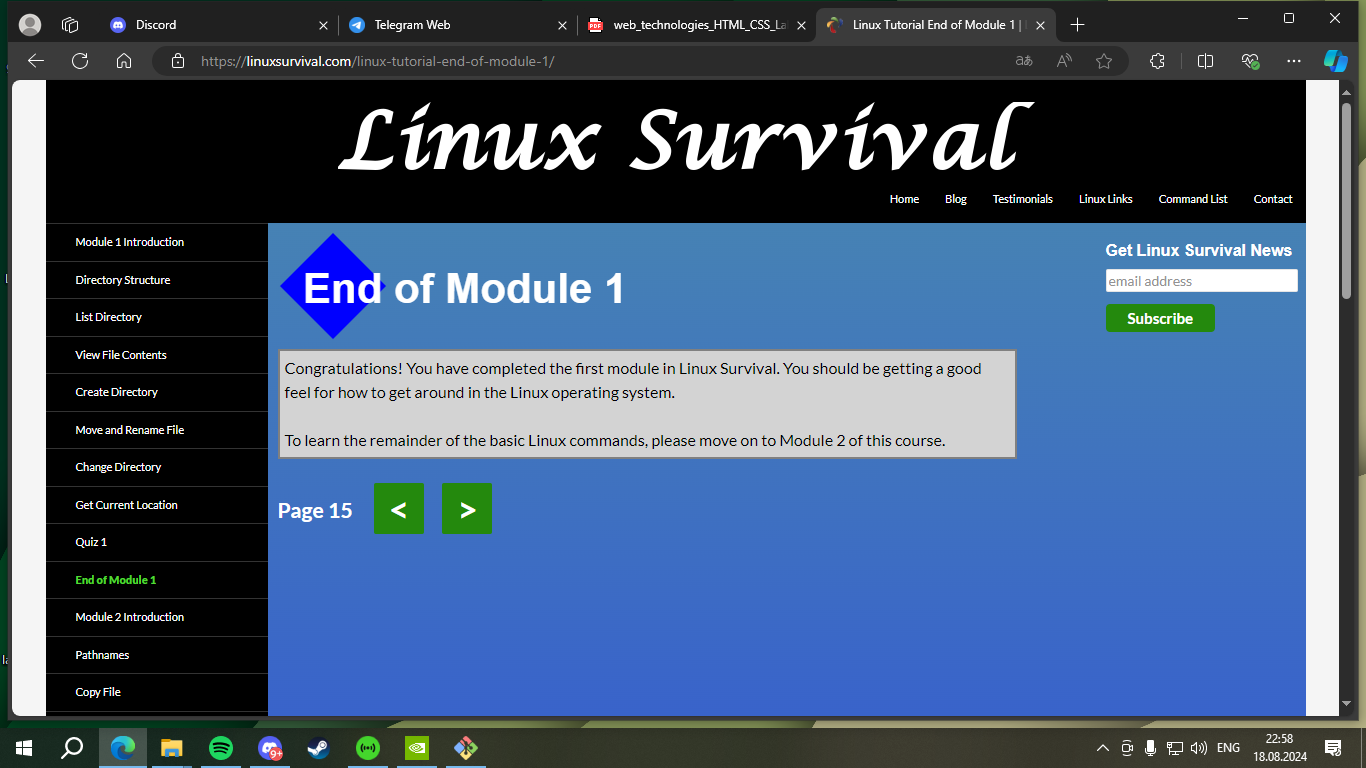 Discord
Telegram Web
web_technologies_HTML_CSS_La
Linux Tutorial End of Module 1 |
https://linuxsurvival.com/linux-tutorial-end-of-module-1/
Linux Survival
Home
Blog
Testimonials
Linux Links
Command List
Contact
Module 1 Introduction
Directory Structure
List Directory
View File Contents
Create Directory
Move and Rename File
Change Directory
Get Current Location
Quiz 1
End of Module 1
Module 2 Introduction
Pathnames
Copy File
End of Module 1
Congratulations! You have completed the first module in Linux Survival. You should be getting a good
feel for how to get around in the Linux operating system.
To learn the remainder of the basic Linux commands, please move on to Module 2 of this course.
Page 15
<
>
Get Linux Survival News
email address
Subscribe
9+
ENG
22:58
18.08.2024